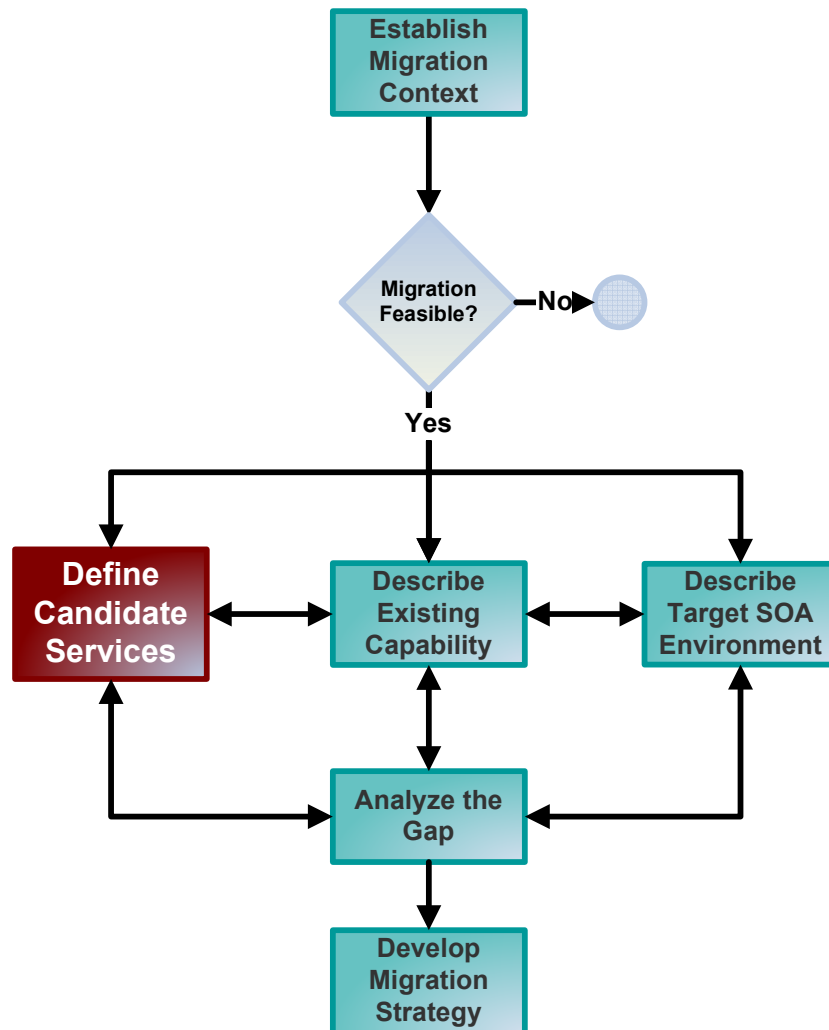 Establish
Migration
Context
Migration
Feasible?
No
Yes
Define
Candidate
Services
Describe
Existing
Capability
Describe
Target SOA
Environment
Analyze the
Gap
Develop
Migration
Strategy